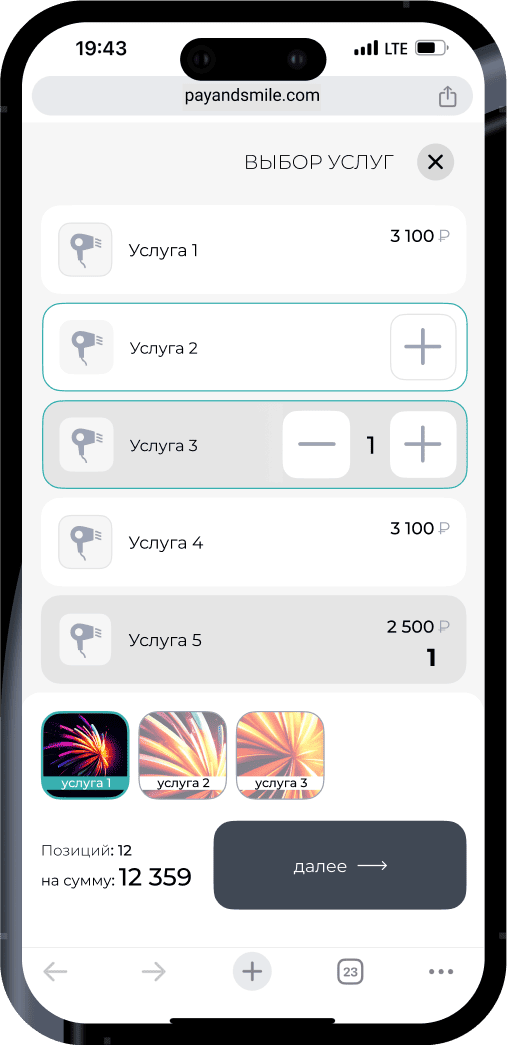 19:43
LTE
payandsmile.com
ВЫБОР УСЛУГ
Услуга 1
3 100 ₽
Услуга 2
Услуга 3
1
Услуга 4
3 100 ₽
Услуга 5
2 500 ₽
1
услуга 1
услуга 2
услуга 3
Позиций: 12
на сумму: 12 359
далее
23